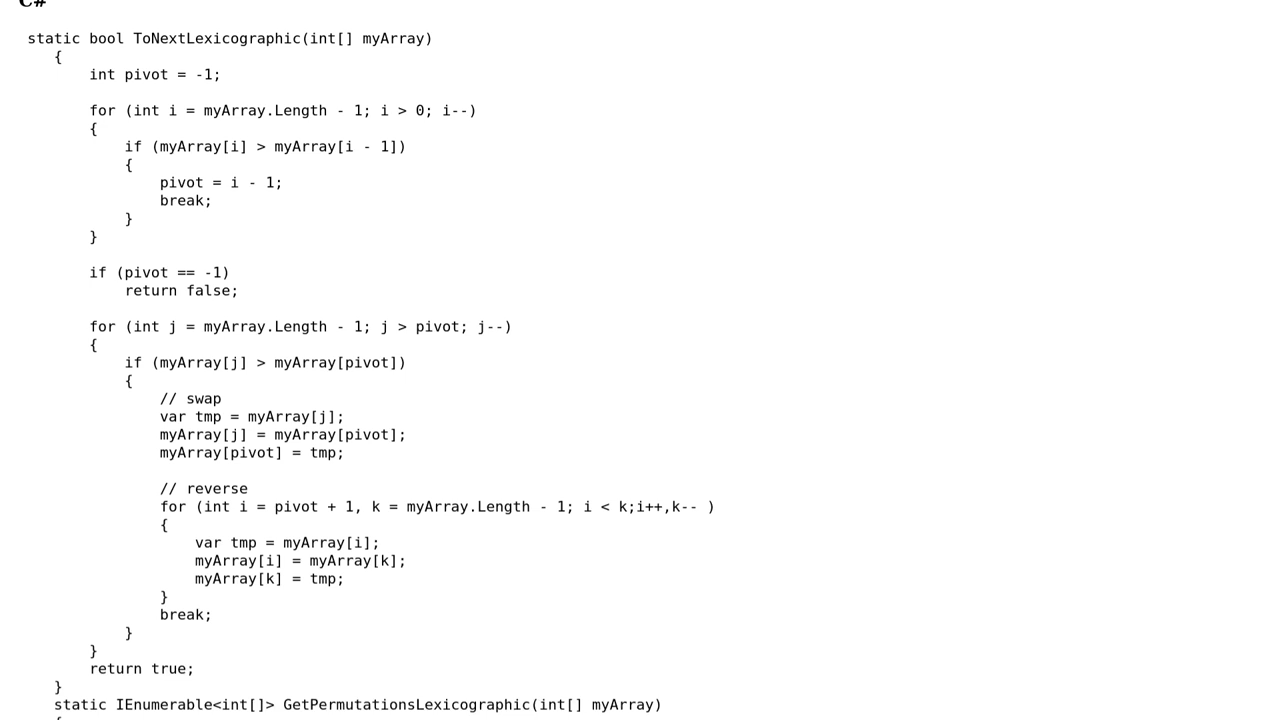 C#
static bool ToNextLexicographic(int[] myArray)
{
int pivot = -1;
for (int i = myArray.Length - 1; i > 0; i--)
{
if (myArray[i] > myArray[i - 1])
{
pivot = i - 1;
break;
}
}
if (pivot == -1)
return false;
for (int j = myArray.Length - 1; j > pivot; j--)
{
if (myArray[j] > myArray[pivot])
{
// swap
var tmp = myArray[j];
myArray[j] = myArray[pivot];
myArray[pivot] = tmp;
// reverse
for (int i = pivot + 1, k = myArray.Length - 1; i < k;i++,k-- )
{
var tmp = myArray[i];
myArray[i] = myArray[k];
myArray[k] = tmp;
}
break;
}
}
return true;
}
static IEnumerable<int[]> GetPermutationsLexicographic(int[] myArray)
{